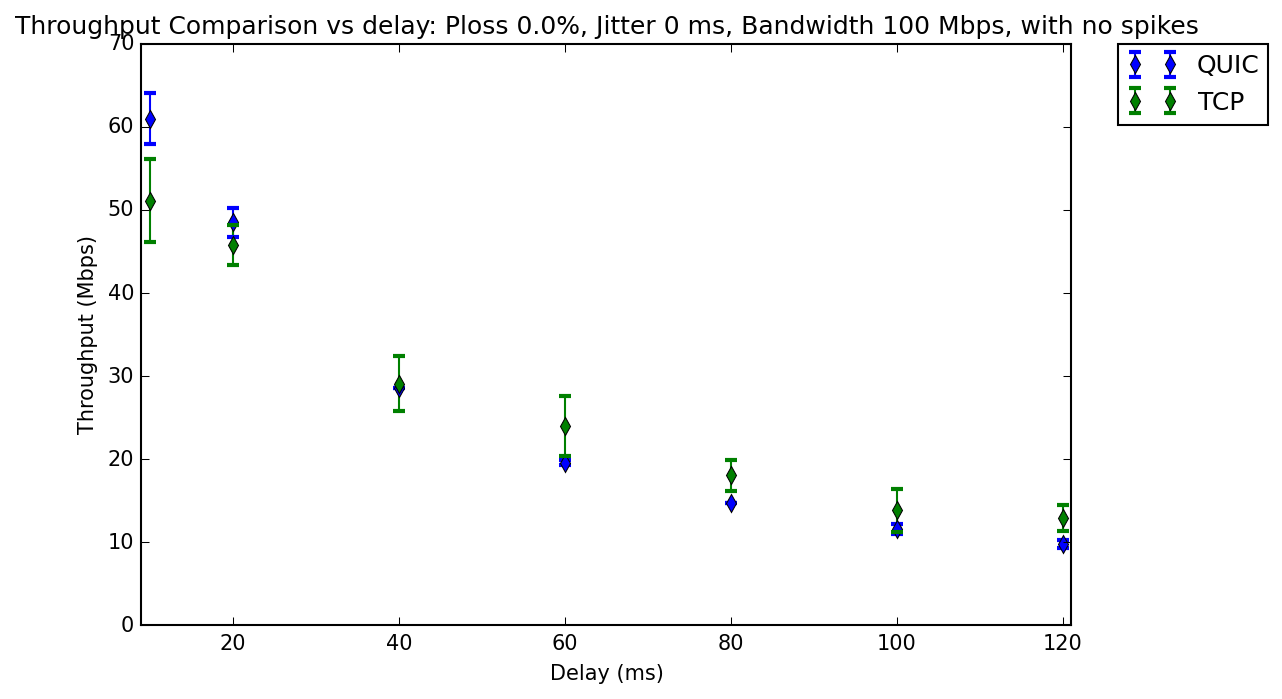 Throughput Comparison vs delay: Ploss 0.0%, Jitter 0 ms, Bandwidth 100 Mbps, with no spikes
70
60
50
40
30
20
10
0
Throughput (Mbps)
20 40 60 80 100 120
Delay (ms)
QUIC
TCP